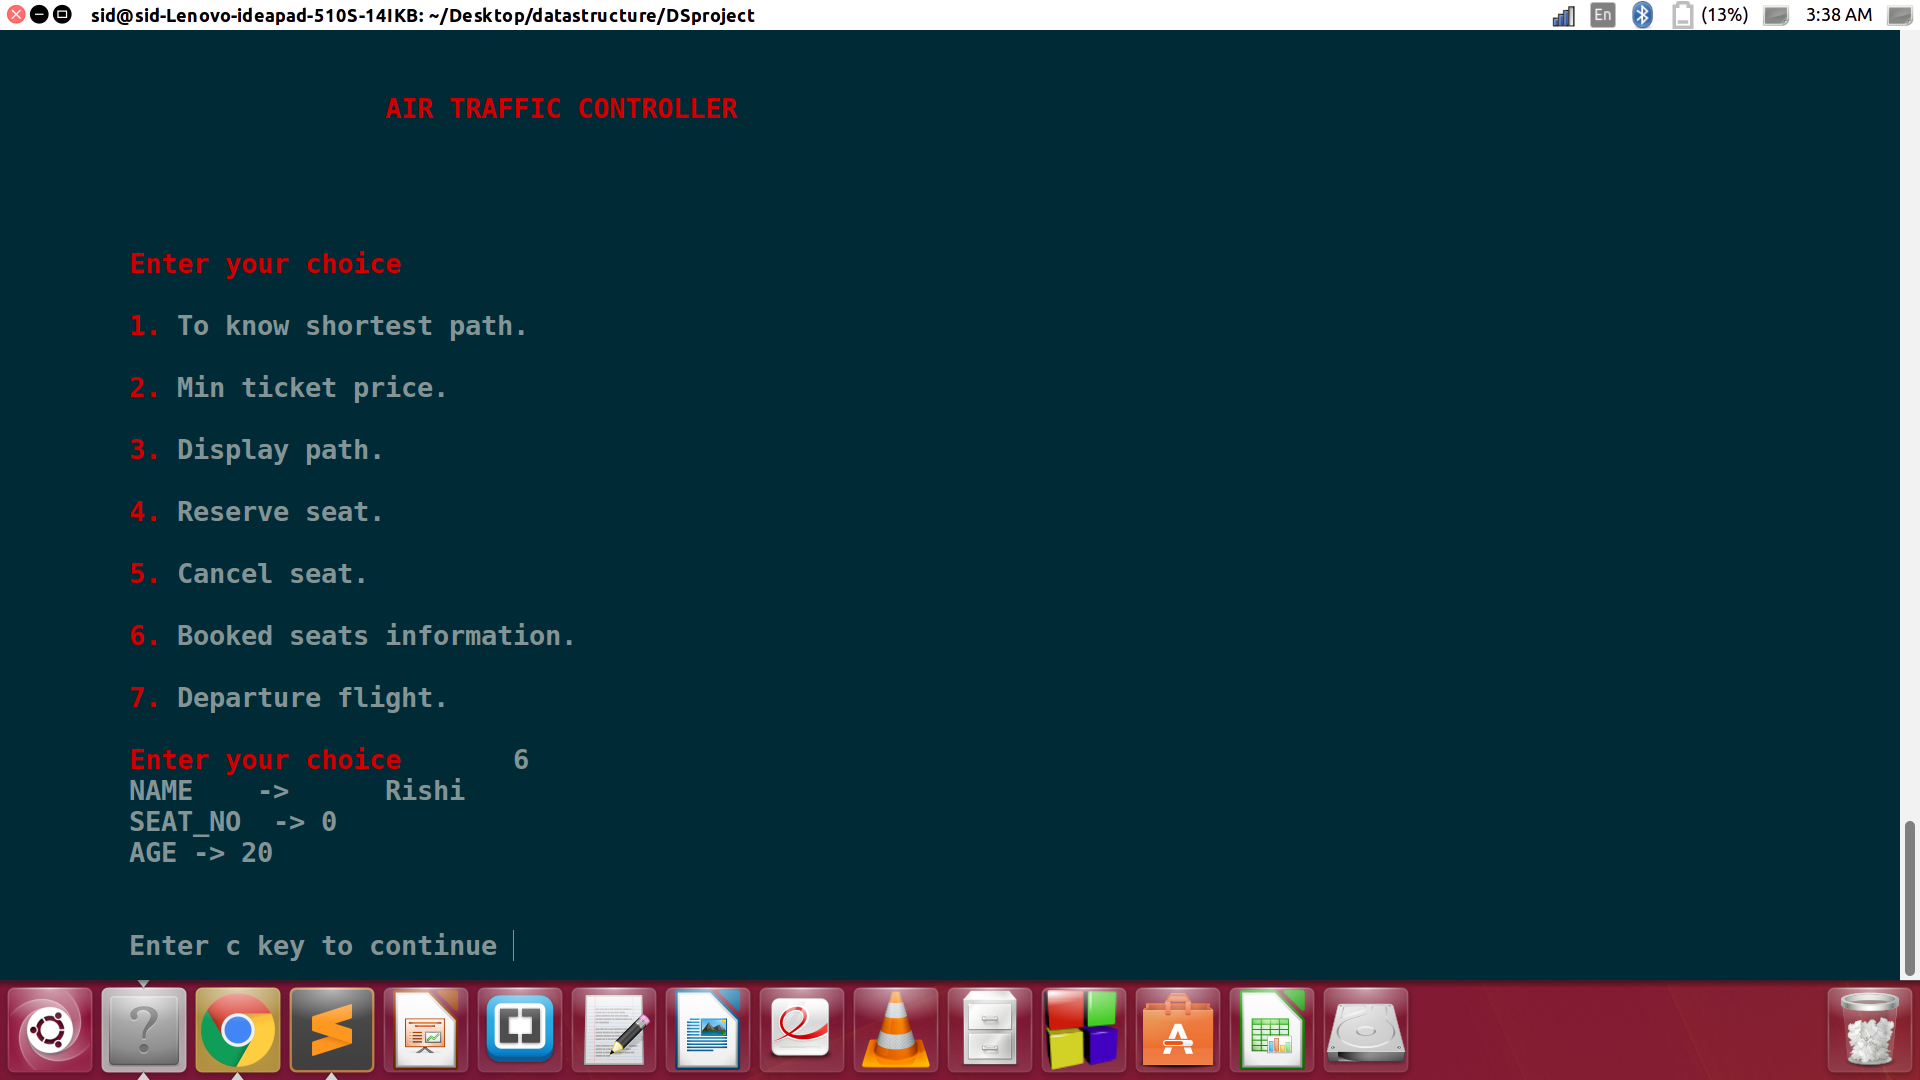 sid@sid-Lenovo-ideapad-510S-14IKB: ~/Desktop/datastructure/DSproject
En (13%) 3:38 AM
AIR TRAFFIC CONTROLLER
Enter your choice
1. To know shortest path.
2. Min ticket price.
3. Display path.
4. Reserve seat.
5. Cancel seat.
6. Booked seats information.
7. Departure flight.
Enter your choice 6
NAME -> Rishi
SEAT_NO -> 0
AGE -> 20
Enter c key to continue